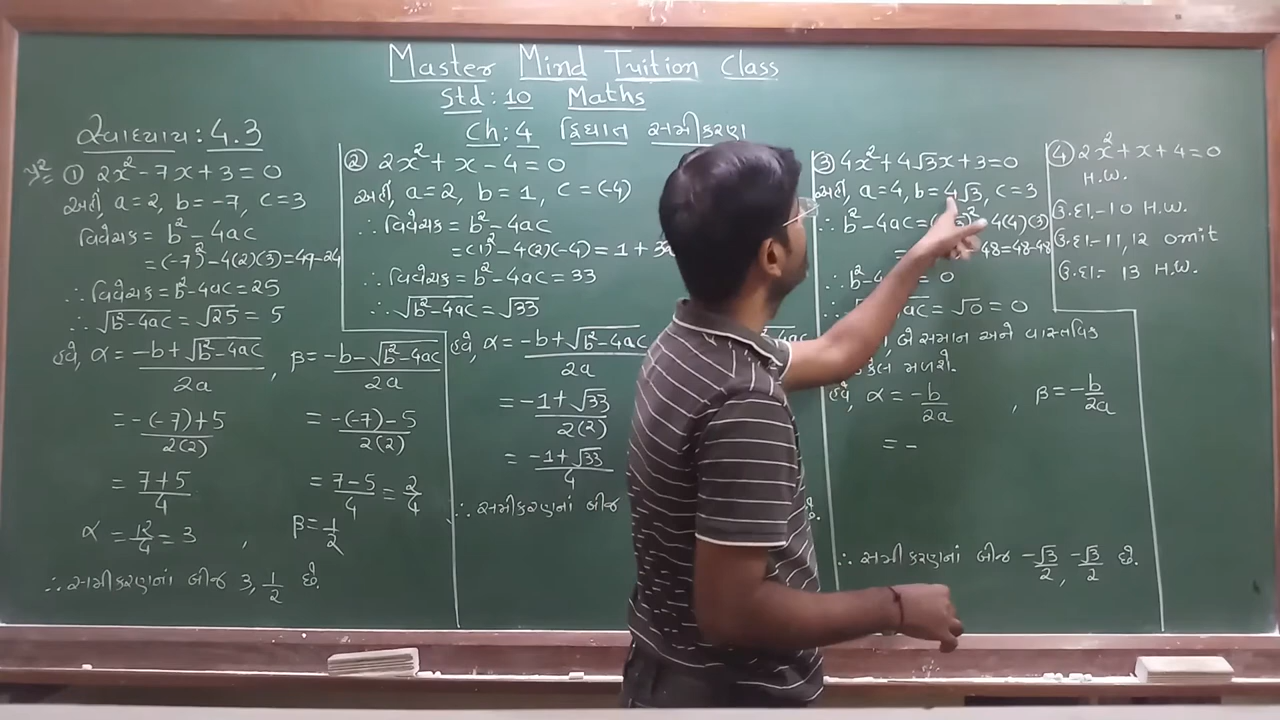 Master Mind Tuition Class
Std : 10 Maths
Ch : 4 દ્વિઘાત સમીકરણ
સ્વાધ્યાય : 4.3
① 2x² - 7x + 3 = 0
અહીં, a = 2, b = -7, c = 3
વિવેચક = b² - 4ac
= (-7)² - 4(2)(3) = 49 - 24
∴ વિવેચક = b² - 4ac = 25
∴ √(b² - 4ac) = √25 = 5
હવે, α = (-b + √(b² - 4ac))/2a , β = (-b - √(b² - 4ac))/2a
= (-(-7) + 5)/2(2) = (-(-7) - 5)/2(2)
= (7 + 5)/4 = (7 - 5)/4 = 2/4
α = 12/4 = 3 , β = 1/2
∴ સમીકરણનાં બીજ 3, 1/2 છે.
② 2x² + x - 4 = 0
અહીં, a = 2, b = 1, c = (-4)
∴ વિવેચક = b² - 4ac
= (1)² - 4(2)(-4) = 1 + 3
∴ વિવેચક = b² - 4ac = 33
∴ √(b² - 4ac) = √33
હવે, α = (-b + √(b² - 4ac))/2a
= (-1 + √33)/2(2)
= (-1 + √33)/4
∴ સમીકરણનાં બીજ
③ 4x² + 4√3x + 3 = 0
અહીં, a = 4, b = 4√3, c = 3
∴ b² - 4ac = 4(4)(3)
= 48 = 48 - 48
∴ b² - 4 = 0
∴ = √0 = 0
બે સમાન અને વાસ્તવિક
મળશે.
હવે, α = -b/2a , β = -b/2a
= -
∴ સમીકરણનાં બીજ -√3/2, -√3/2 છે.
④ 2x² + x + 4 = 0
H.W.
ઉ.દા.-10 H.W.
ઉ.દા-11,12 omit
ઉ.દા- 13 H.W.